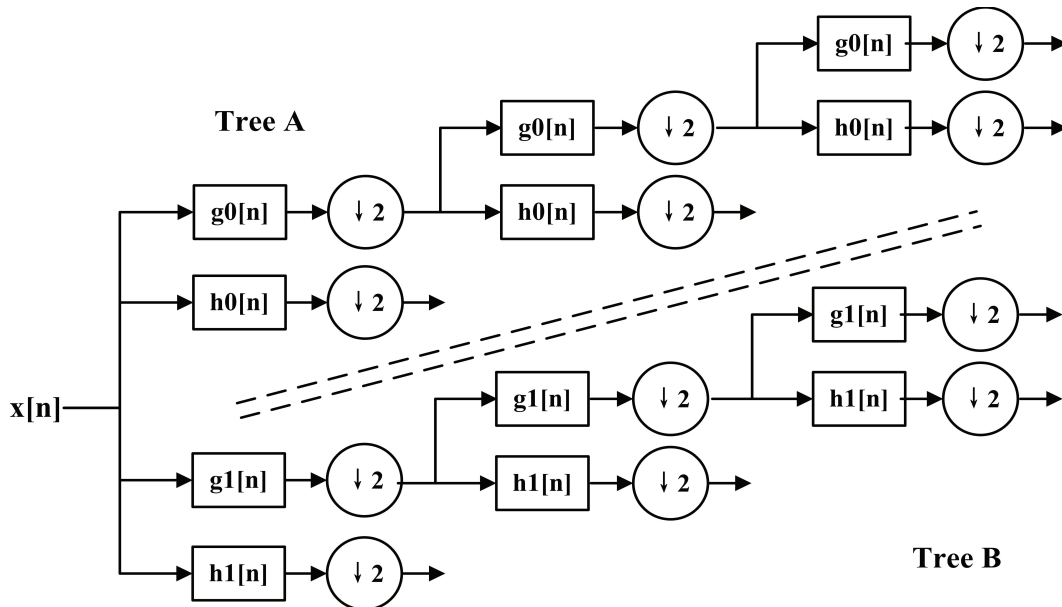 g0[n] ↓ 2
Tree A
g0[n] ↓ 2 h0[n] ↓ 2
g0[n] ↓ 2 h0[n] ↓ 2
h0[n] ↓ 2
g1[n] ↓ 2
x[n]
g1[n] ↓ 2 h1[n] ↓ 2
g1[n] ↓ 2 h1[n] ↓ 2
Tree B
h1[n] ↓ 2